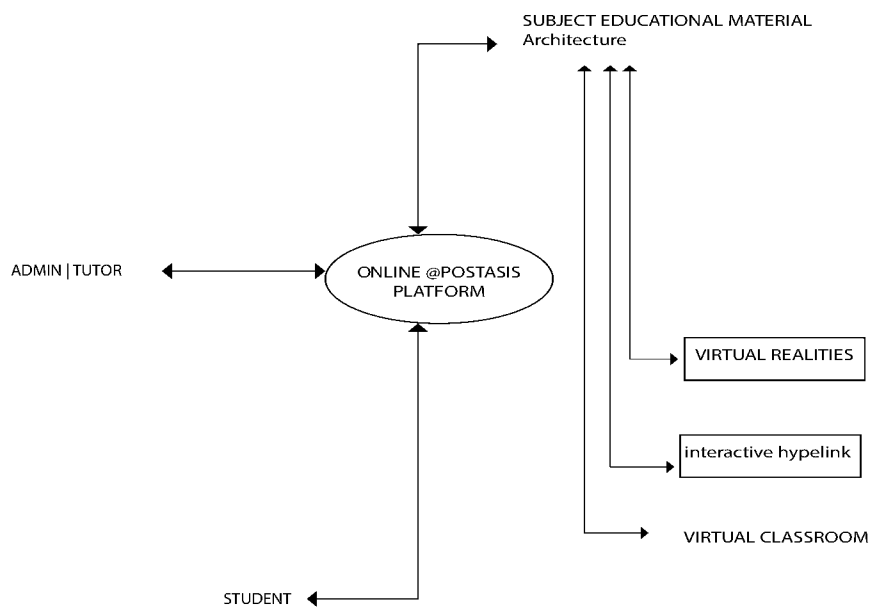 SUBJECT EDUCATIONAL MATERIAL
Architecture
ADMIN | TUTOR
ONLINE @POSTASIS
PLATFORM
VIRTUAL REALITIES
interactive hypelink
VIRTUAL CLASSROOM
STUDENT